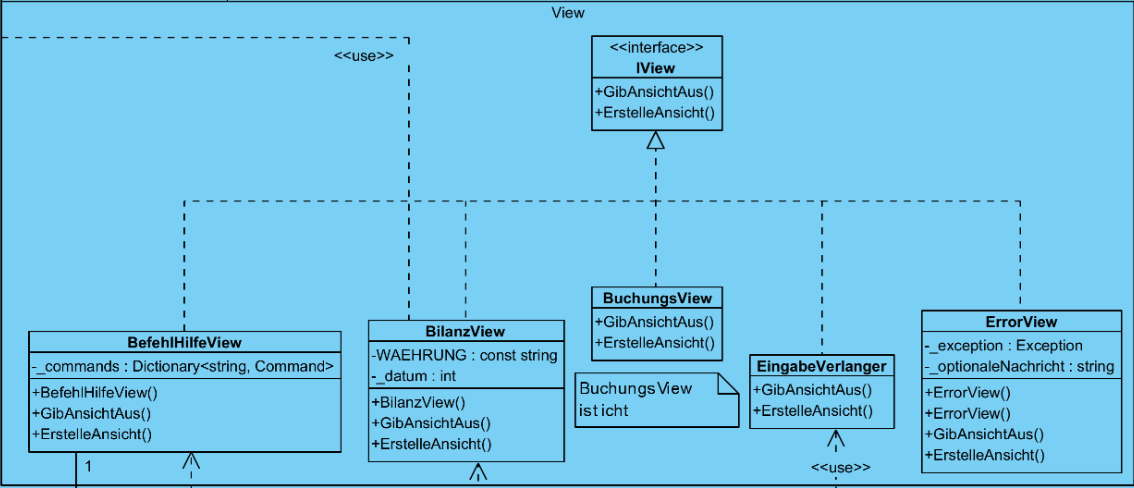 View
<<use>>
<<interface>>
IView
+GibAnsichtAus()
+ErstelleAnsicht()
BefehlHilfeView
-_commands : Dictionary<string, Command>
+BefehlHilfeView()
+GibAnsichtAus()
+ErstelleAnsicht()
1
BilanzView
-WAEHRUNG : const string
-_datum : int
+BilanzView()
+GibAnsichtAus()
+ErstelleAnsicht()
BuchungsView
+GibAnsichtAus()
+ErstelleAnsicht()
BuchungsView
ist icht
EingabeVerlanger
+GibAnsichtAus()
+ErstelleAnsicht()
<<use>>
ErrorView
-_exception : Exception
-_optionaleNachricht : string
+ErrorView()
+ErrorView()
+GibAnsichtAus()
+ErstelleAnsicht()